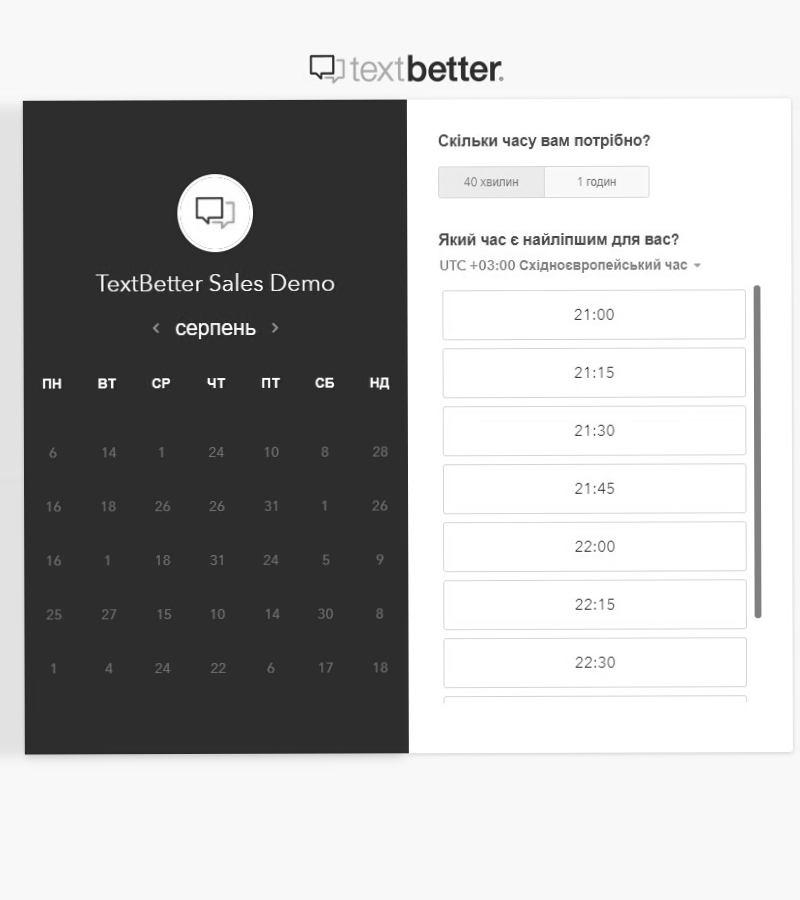 textbetter.
TextBetter Sales Demo
серпень
ПН ВТ СР ЧТ ПТ СБ НД
6 14 1 24 10 8 28
16 18 26 26 31 1 26
16 1 18 31 24 5 9
25 27 15 10 14 30 8
1 4 24 22 6 17 18
Скільки часу вам потрібно?
40 хвилин 1 годин
Який час є найліпшим для вас?
UTC +03:00 Східноєвропейський час
21:00
21:15
21:30
21:45
22:00
22:15
22:30